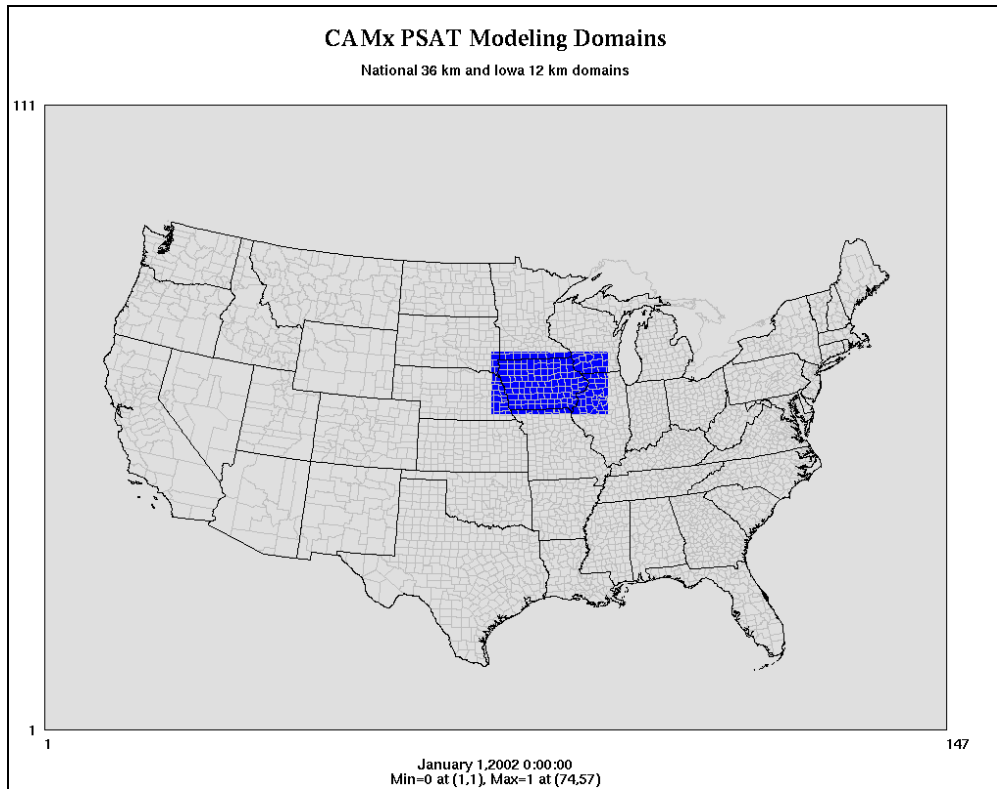 CAMx PSAT Modeling Domains
National 36 km and Iowa 12 km domains
111
1
1
147
January 1,2002 0:00:00
Min=0 at (1,1), Max=1 at (74,57)